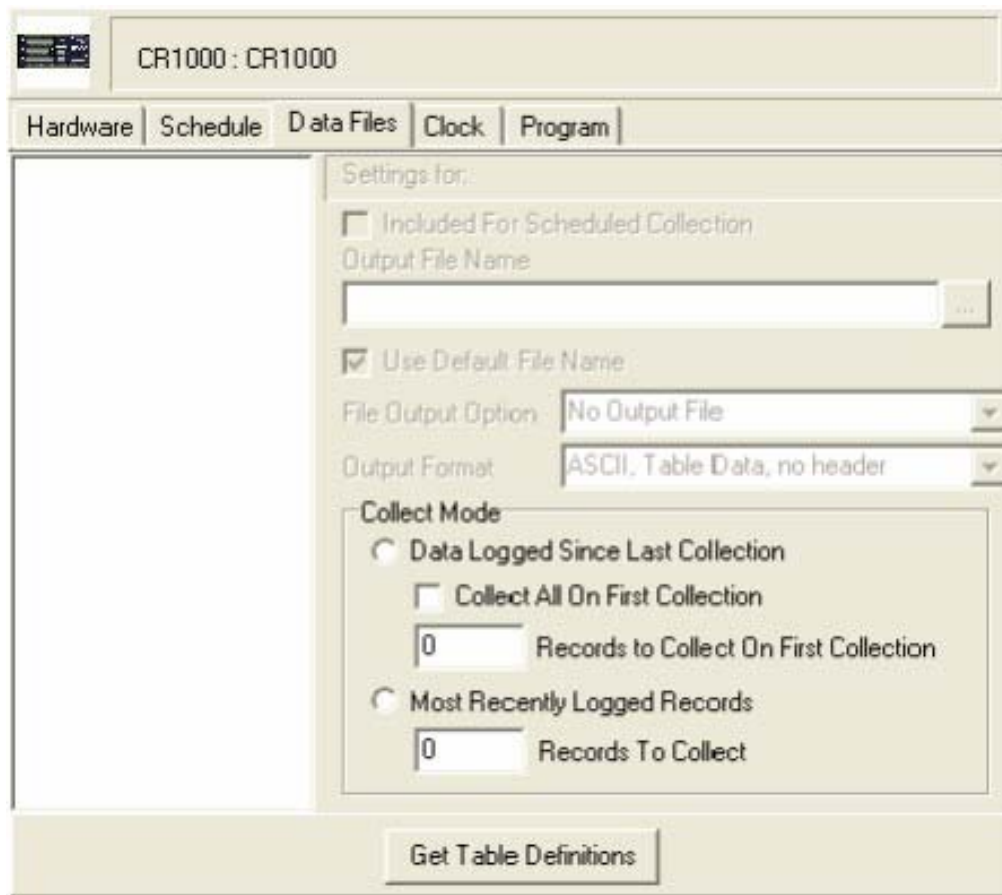 CR1000 : CR1000
Hardware Schedule Data Files Clock Program
Settings for:
Included For Scheduled Collection
Output File Name
...
Use Default File Name
File Output Option No Output File
Output Format ASCII, Table Data, no header
Collect Mode
Data Logged Since Last Collection
Collect All On First Collection
0 Records to Collect On First Collection
Most Recently Logged Records
0 Records To Collect
Get Table Definitions